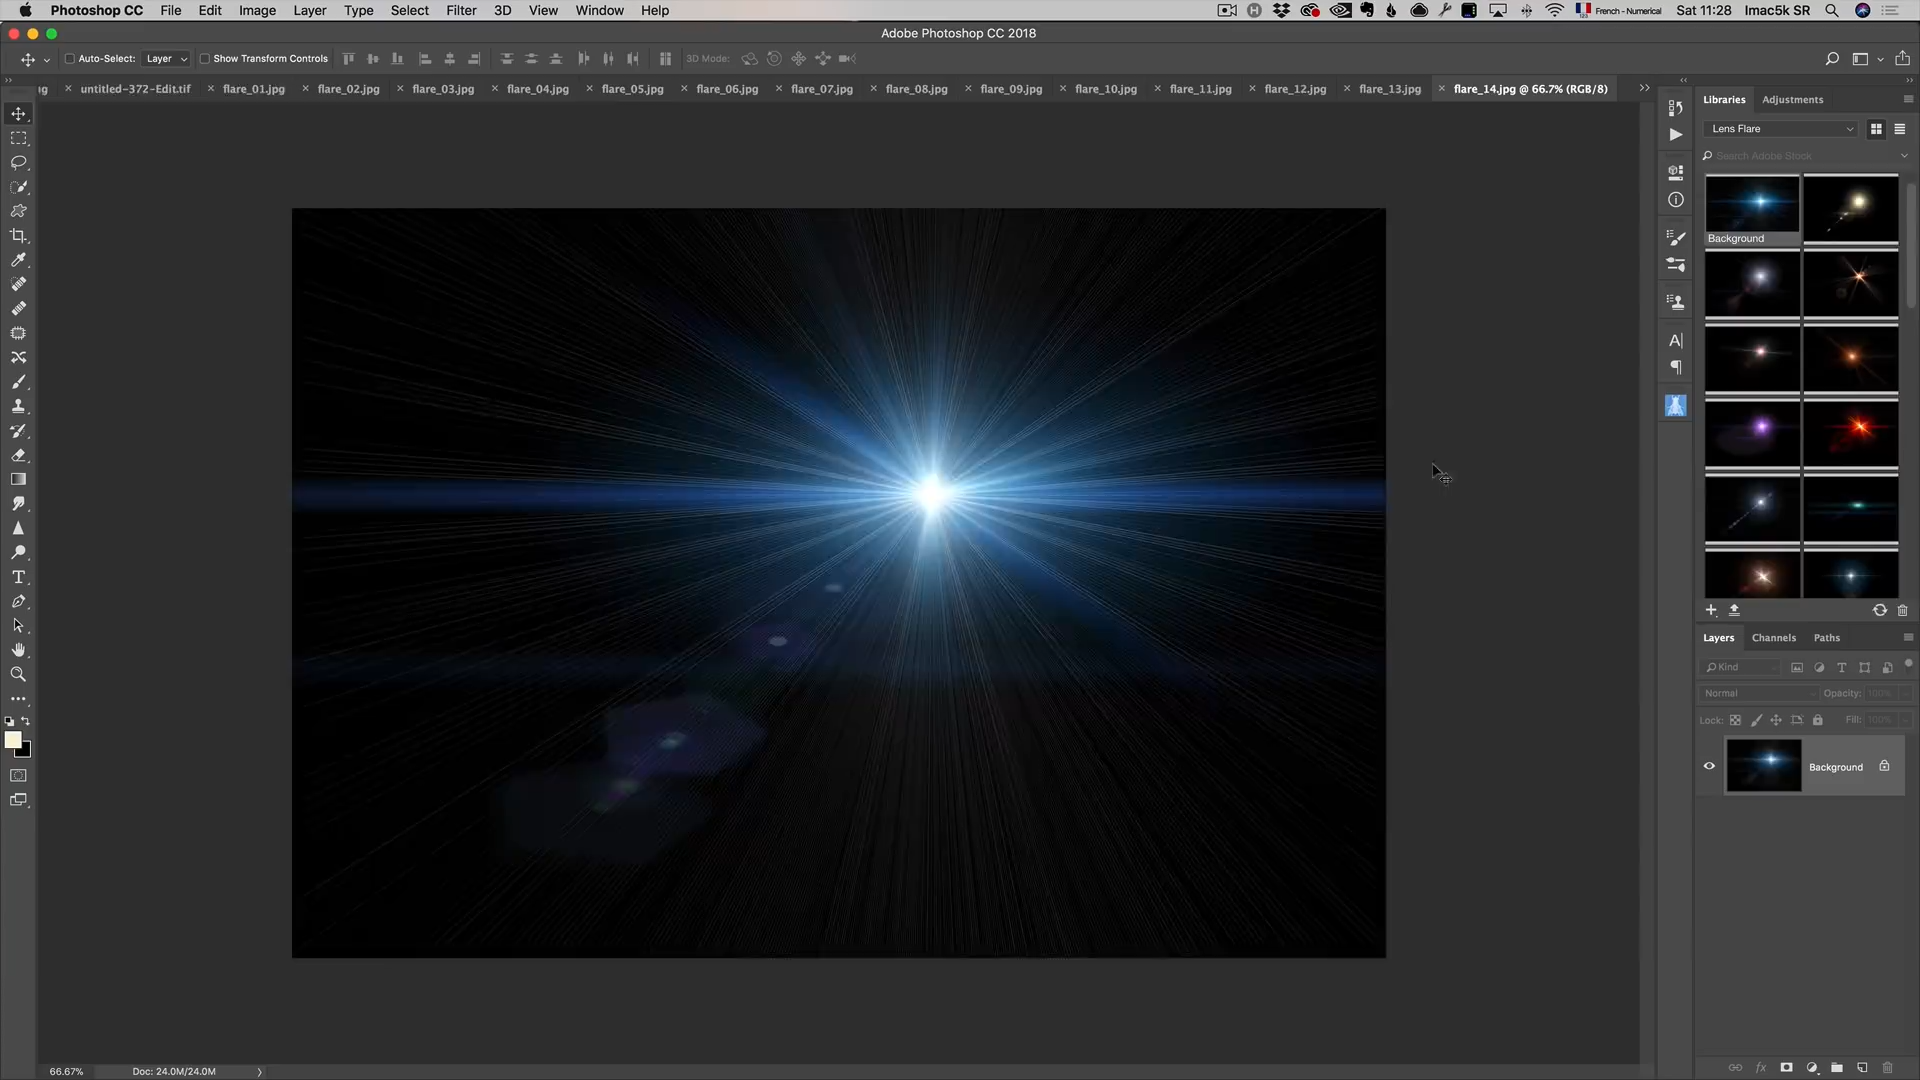 Photoshop CC File Edit Image Layer Type Select Filter 3D View Window Help French - Numerical Sat 11:28 Imac5k SR
Adobe Photoshop CC 2018
Auto-Select: Layer Show Transform Controls 3D Mode:
ng untitled-372-Edit.tif flare_01.jpg flare_02.jpg flare_03.jpg flare_04.jpg flare_05.jpg flare_06.jpg flare_07.jpg flare_08.jpg flare_09.jpg flare_10.jpg flare_11.jpg flare_12.jpg flare_13.jpg flare_14.jpg @ 66.7% (RGB/8)
Libraries Adjustments
Lens Flare
Search Adobe Stock
Background
Layers Channels Paths
Kind
Normal Opacity: 100%
Lock: Fill: 100%
Background
66.67% Doc: 24.0M/24.0M